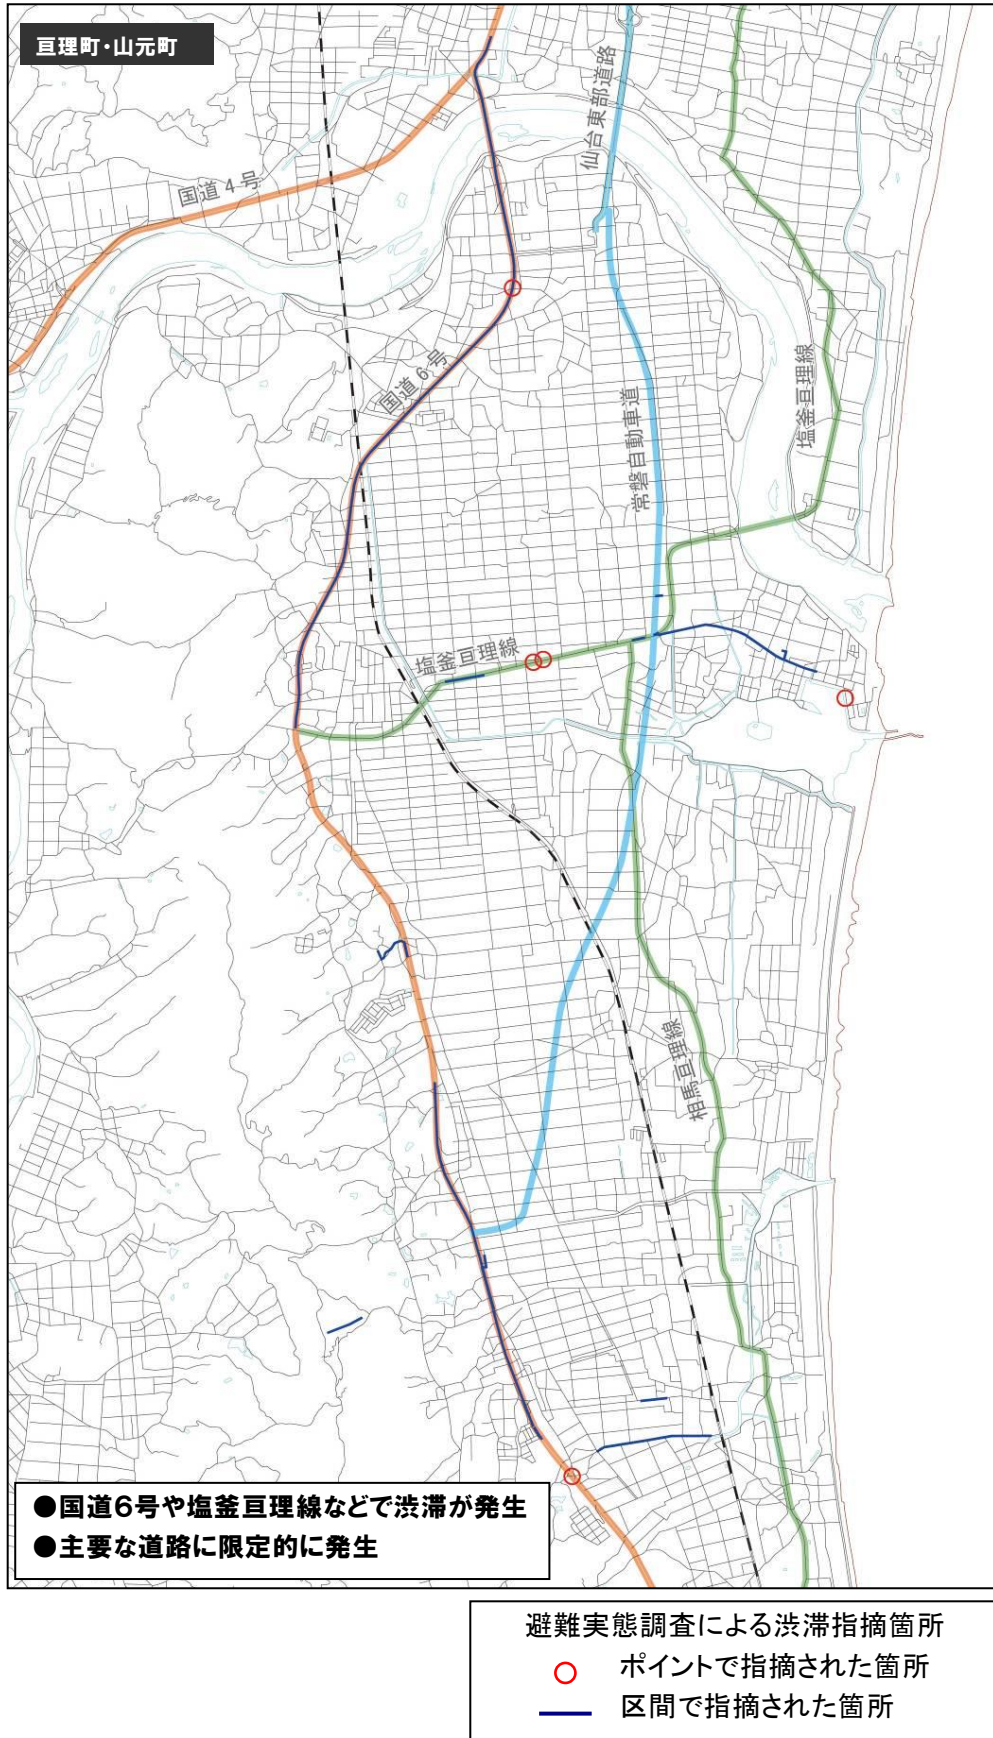 亘理町・山元町
国道4号
仙台東部道路
国道6号
塩釜亘理線
常磐自動車道
塩釜亘理線
相馬亘理線
●国道6号や塩釜亘理線などで渋滞が発生
●主要な道路に限定的に発生
避難実態調査による渋滞指摘箇所
ポイントで指摘された箇所
区間で指摘された箇所